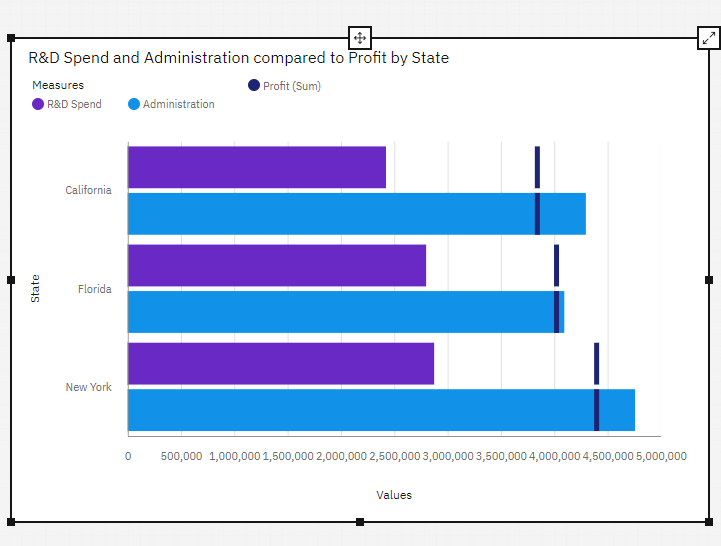 R&D Spend and Administration compared to Profit by State
Measures
Profit (Sum)
R&D Spend
Administration
California
Florida
New York
State
0 500,000 1,000,000 1,500,000 2,000,000 2,500,000 3,000,000 3,500,000 4,000,000 4,500,000 5,000,000
Values